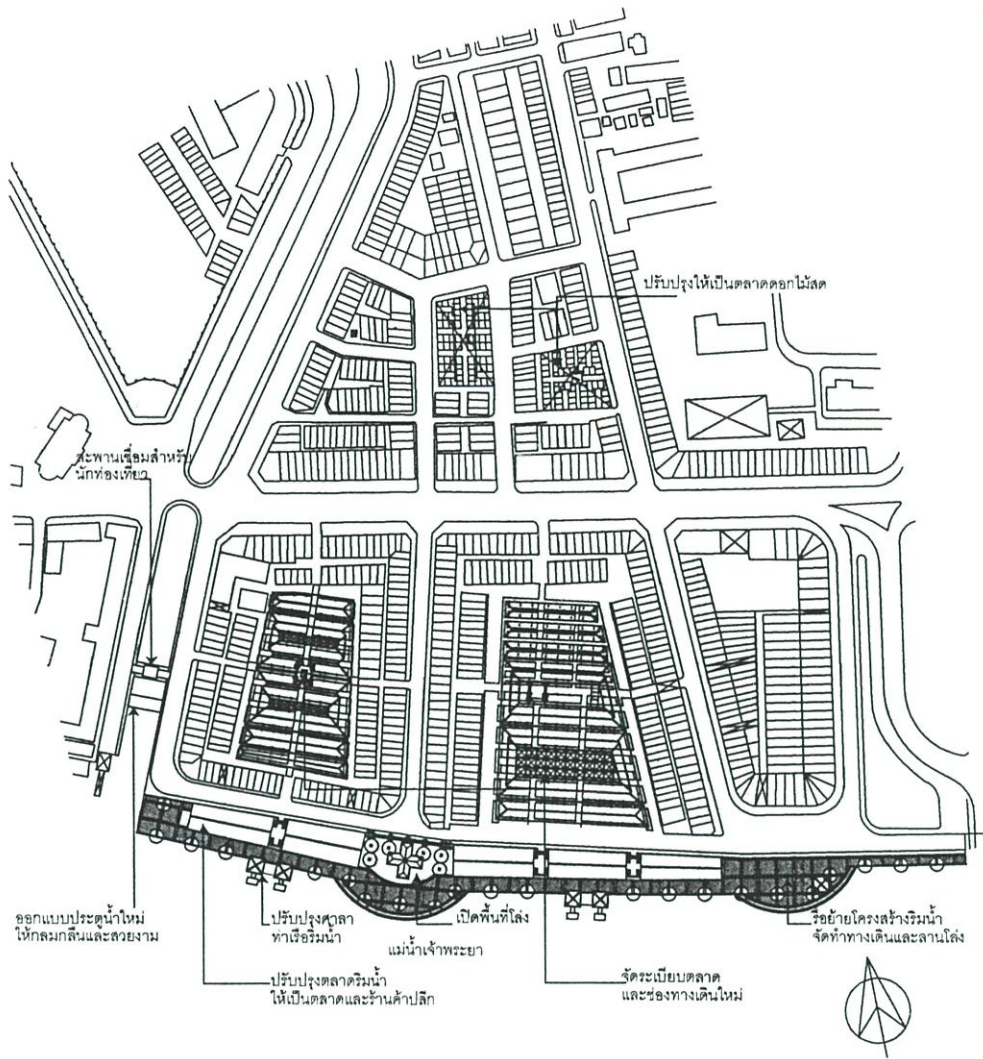 ปรับปรุงให้เป็นตลาดดอกไม้สด
สะพานเชื่อมสำหรับ
นักท่องเที่ยว
ออกแบบประตูน้ำใหม่
ให้กลมกลืนและสวยงาม
ปรับปรุงศาลา
ท่าเรือริมน้ำ
เปิดพื้นที่โล่ง
แม่น้ำเจ้าพระยา
รื้อย้ายโครงสร้างริมน้ำ
จัดทำทางเดินและลานโล่ง
ปรับปรุงตลาดริมน้ำ
ให้เป็นตลาดและร้านค้าปลีก
จัดระเบียบตลาด
และช่องทางเดินใหม่